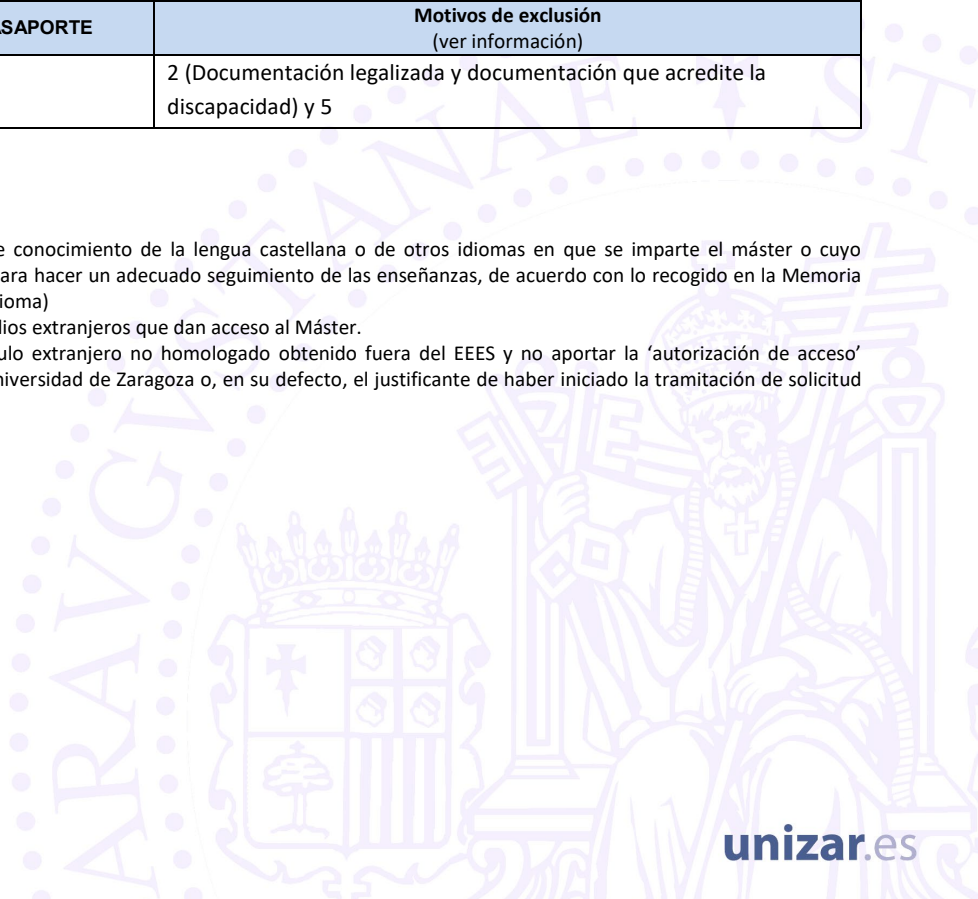 ASAPORTE
Motivos de exclusión
(ver información)
2 (Documentación legalizada y documentación que acredite la
discapacidad) y 5
e conocimiento de la lengua castellana o de otros idiomas en que se imparte el máster o cuyo
ara hacer un adecuado seguimiento de las enseñanzas, de acuerdo con lo recogido en la Memoria
ioma)
lios extranjeros que dan acceso al Máster.
ulo extranjero no homologado obtenido fuera del EEES y no aportar la ‘autorización de acceso’
niversidad de Zaragoza o, en su defecto, el justificante de haber iniciado la tramitación de solicitud
ARAVGVSTANAE ST
unizar.es